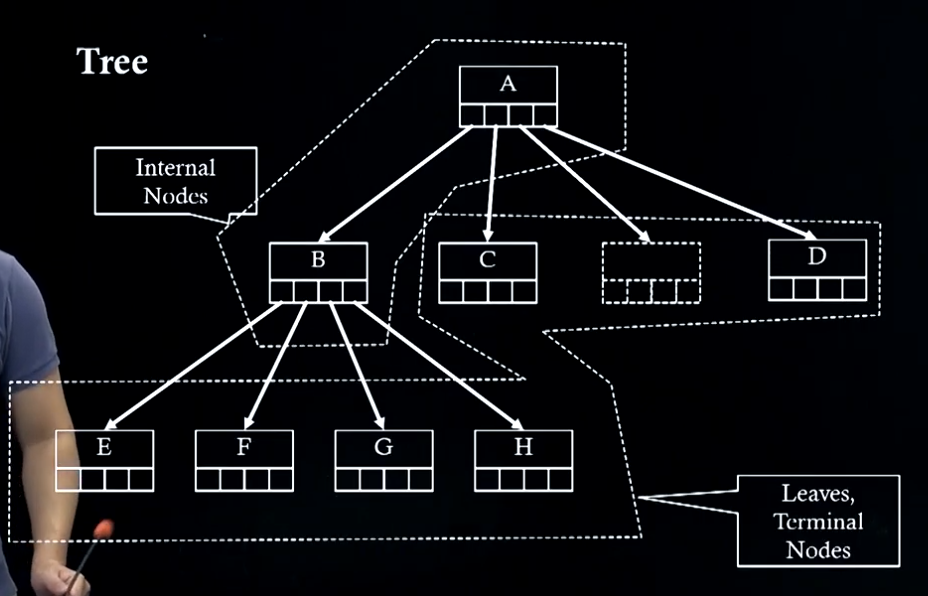 Tree
A
Internal
Nodes
B
C
D
E
F
G
H
Leaves,
Terminal
Nodes